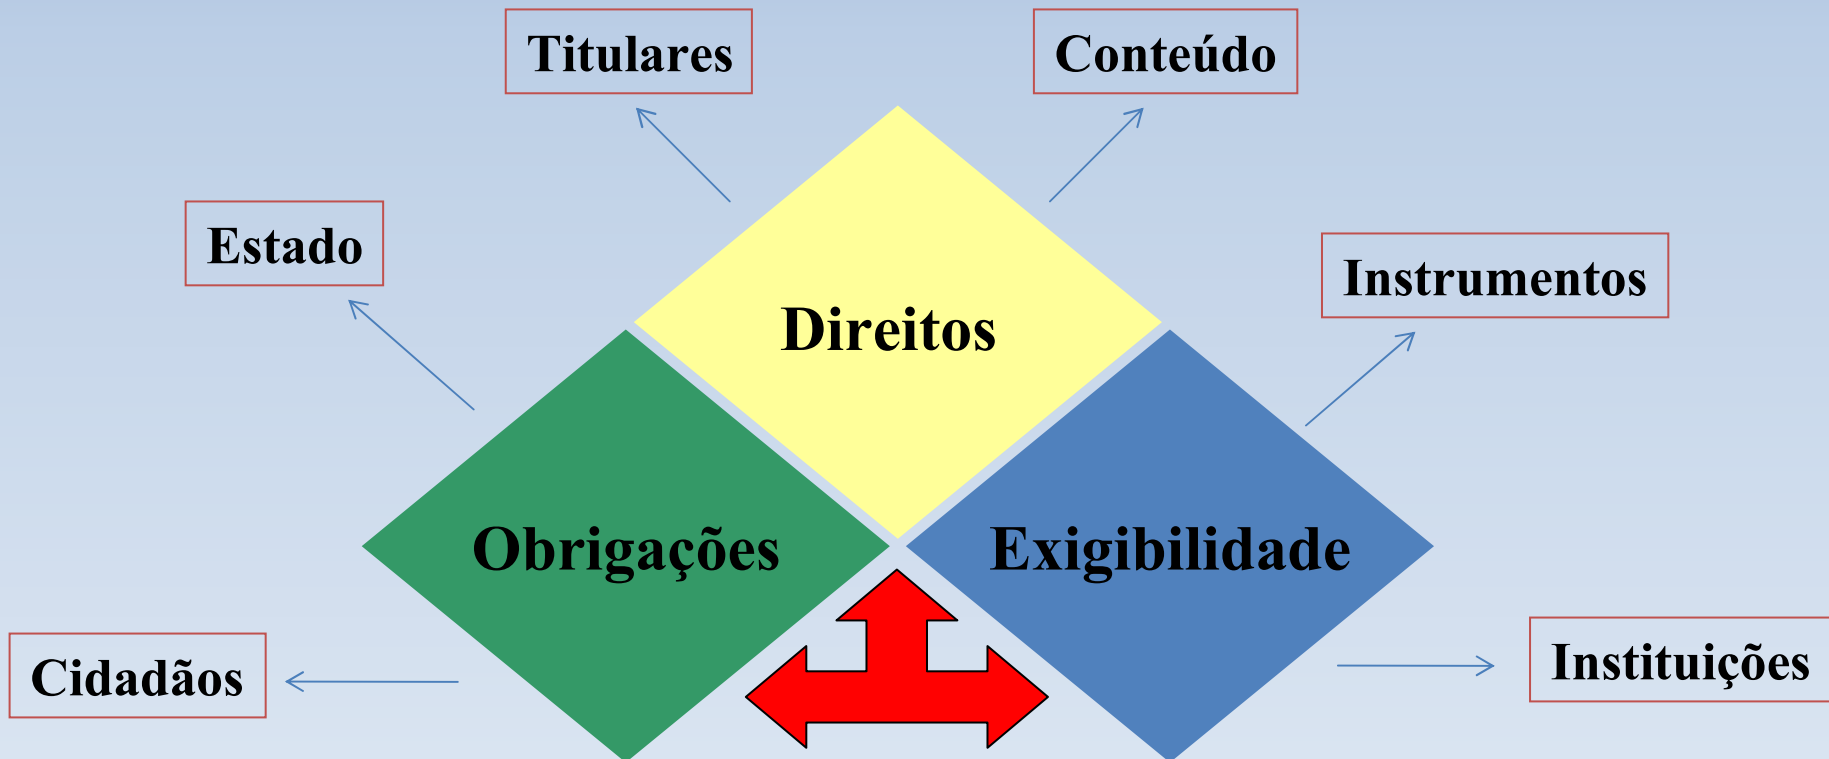 Titulares
Conteúdo
Estado
Instrumentos
Direitos
Obrigações
Exigibilidade
Cidadãos
Instituições